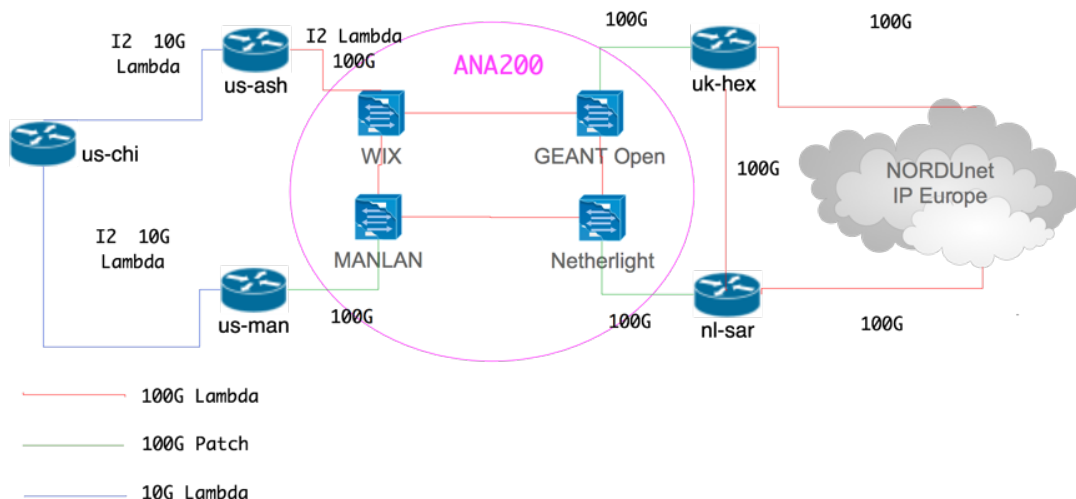 100G
100G
I2 10G
Lambda
I2 Lambda
100G
ANA200
us-ash
uk-hex
us-chi
WIX
GEANT Open
100G
NORDUnet
IP Europe
I2 10G
Lambda
MANLAN
Netherlight
us-man
100G
100G
nl-sar
100G
100G Lambda
100G Patch
10G Lambda